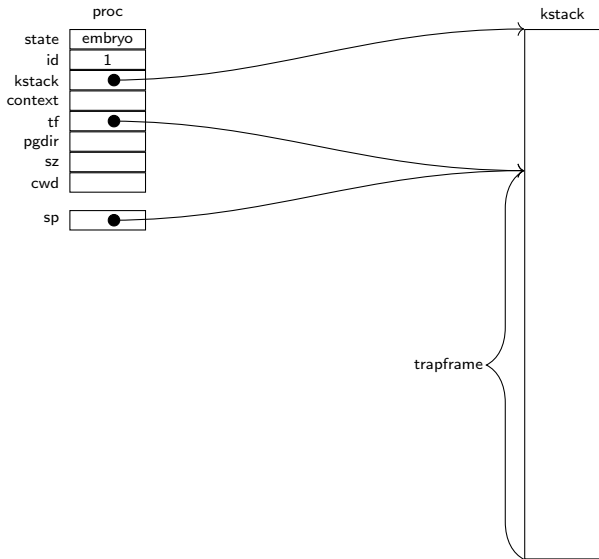 proc
kstack
state embryo
id 1
kstack
context
tf
pgdir
sz
cwd
sp
trapframe